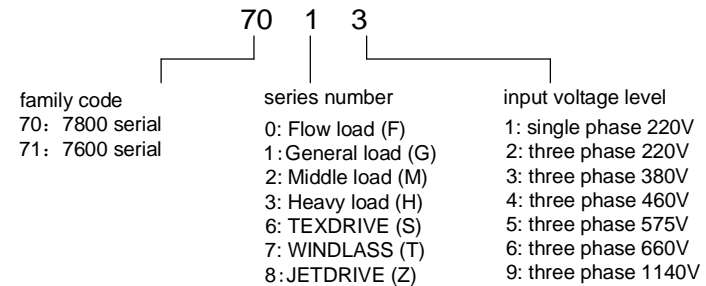 70 1 3
family code
70：7800 serial
71：7600 serial
series number
0: Flow load (F)
1:General load (G)
2: Middle load (M)
3: Heavy load (H)
6: TEXDRIVE (S)
7: WINDLASS (T)
8:JETDRIVE (Z)
input voltage level
1: single phase 220V
2: three phase 220V
3: three phase 380V
4: three phase 460V
5: three phase 575V
6: three phase 660V
9: three phase 1140V